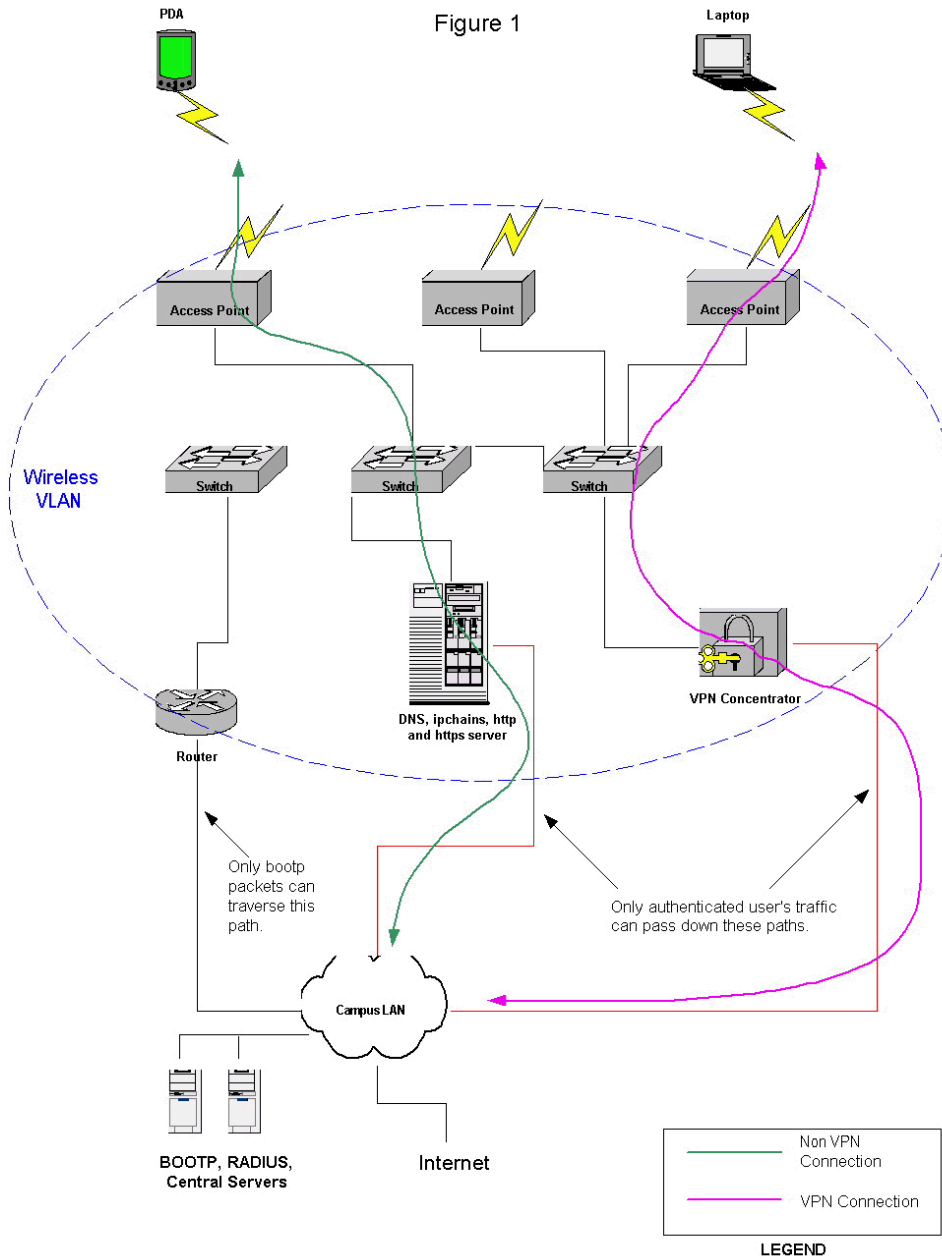 PDA
Figure 1
Laptop
Access Point
Access Point
Access Point
Wireless
VLAN
Switch
Switch
Switch
DNS, ipchains, http
and https server
VPN Concentrator
Router
Only bootp
packets can
traverse this
path.
Only authenticated user's traffic
can pass down these paths.
Campus LAN
BOOTP, RADIUS,
Central Servers
Internet
Non VPN
Connection
VPN Connection
LEGEND